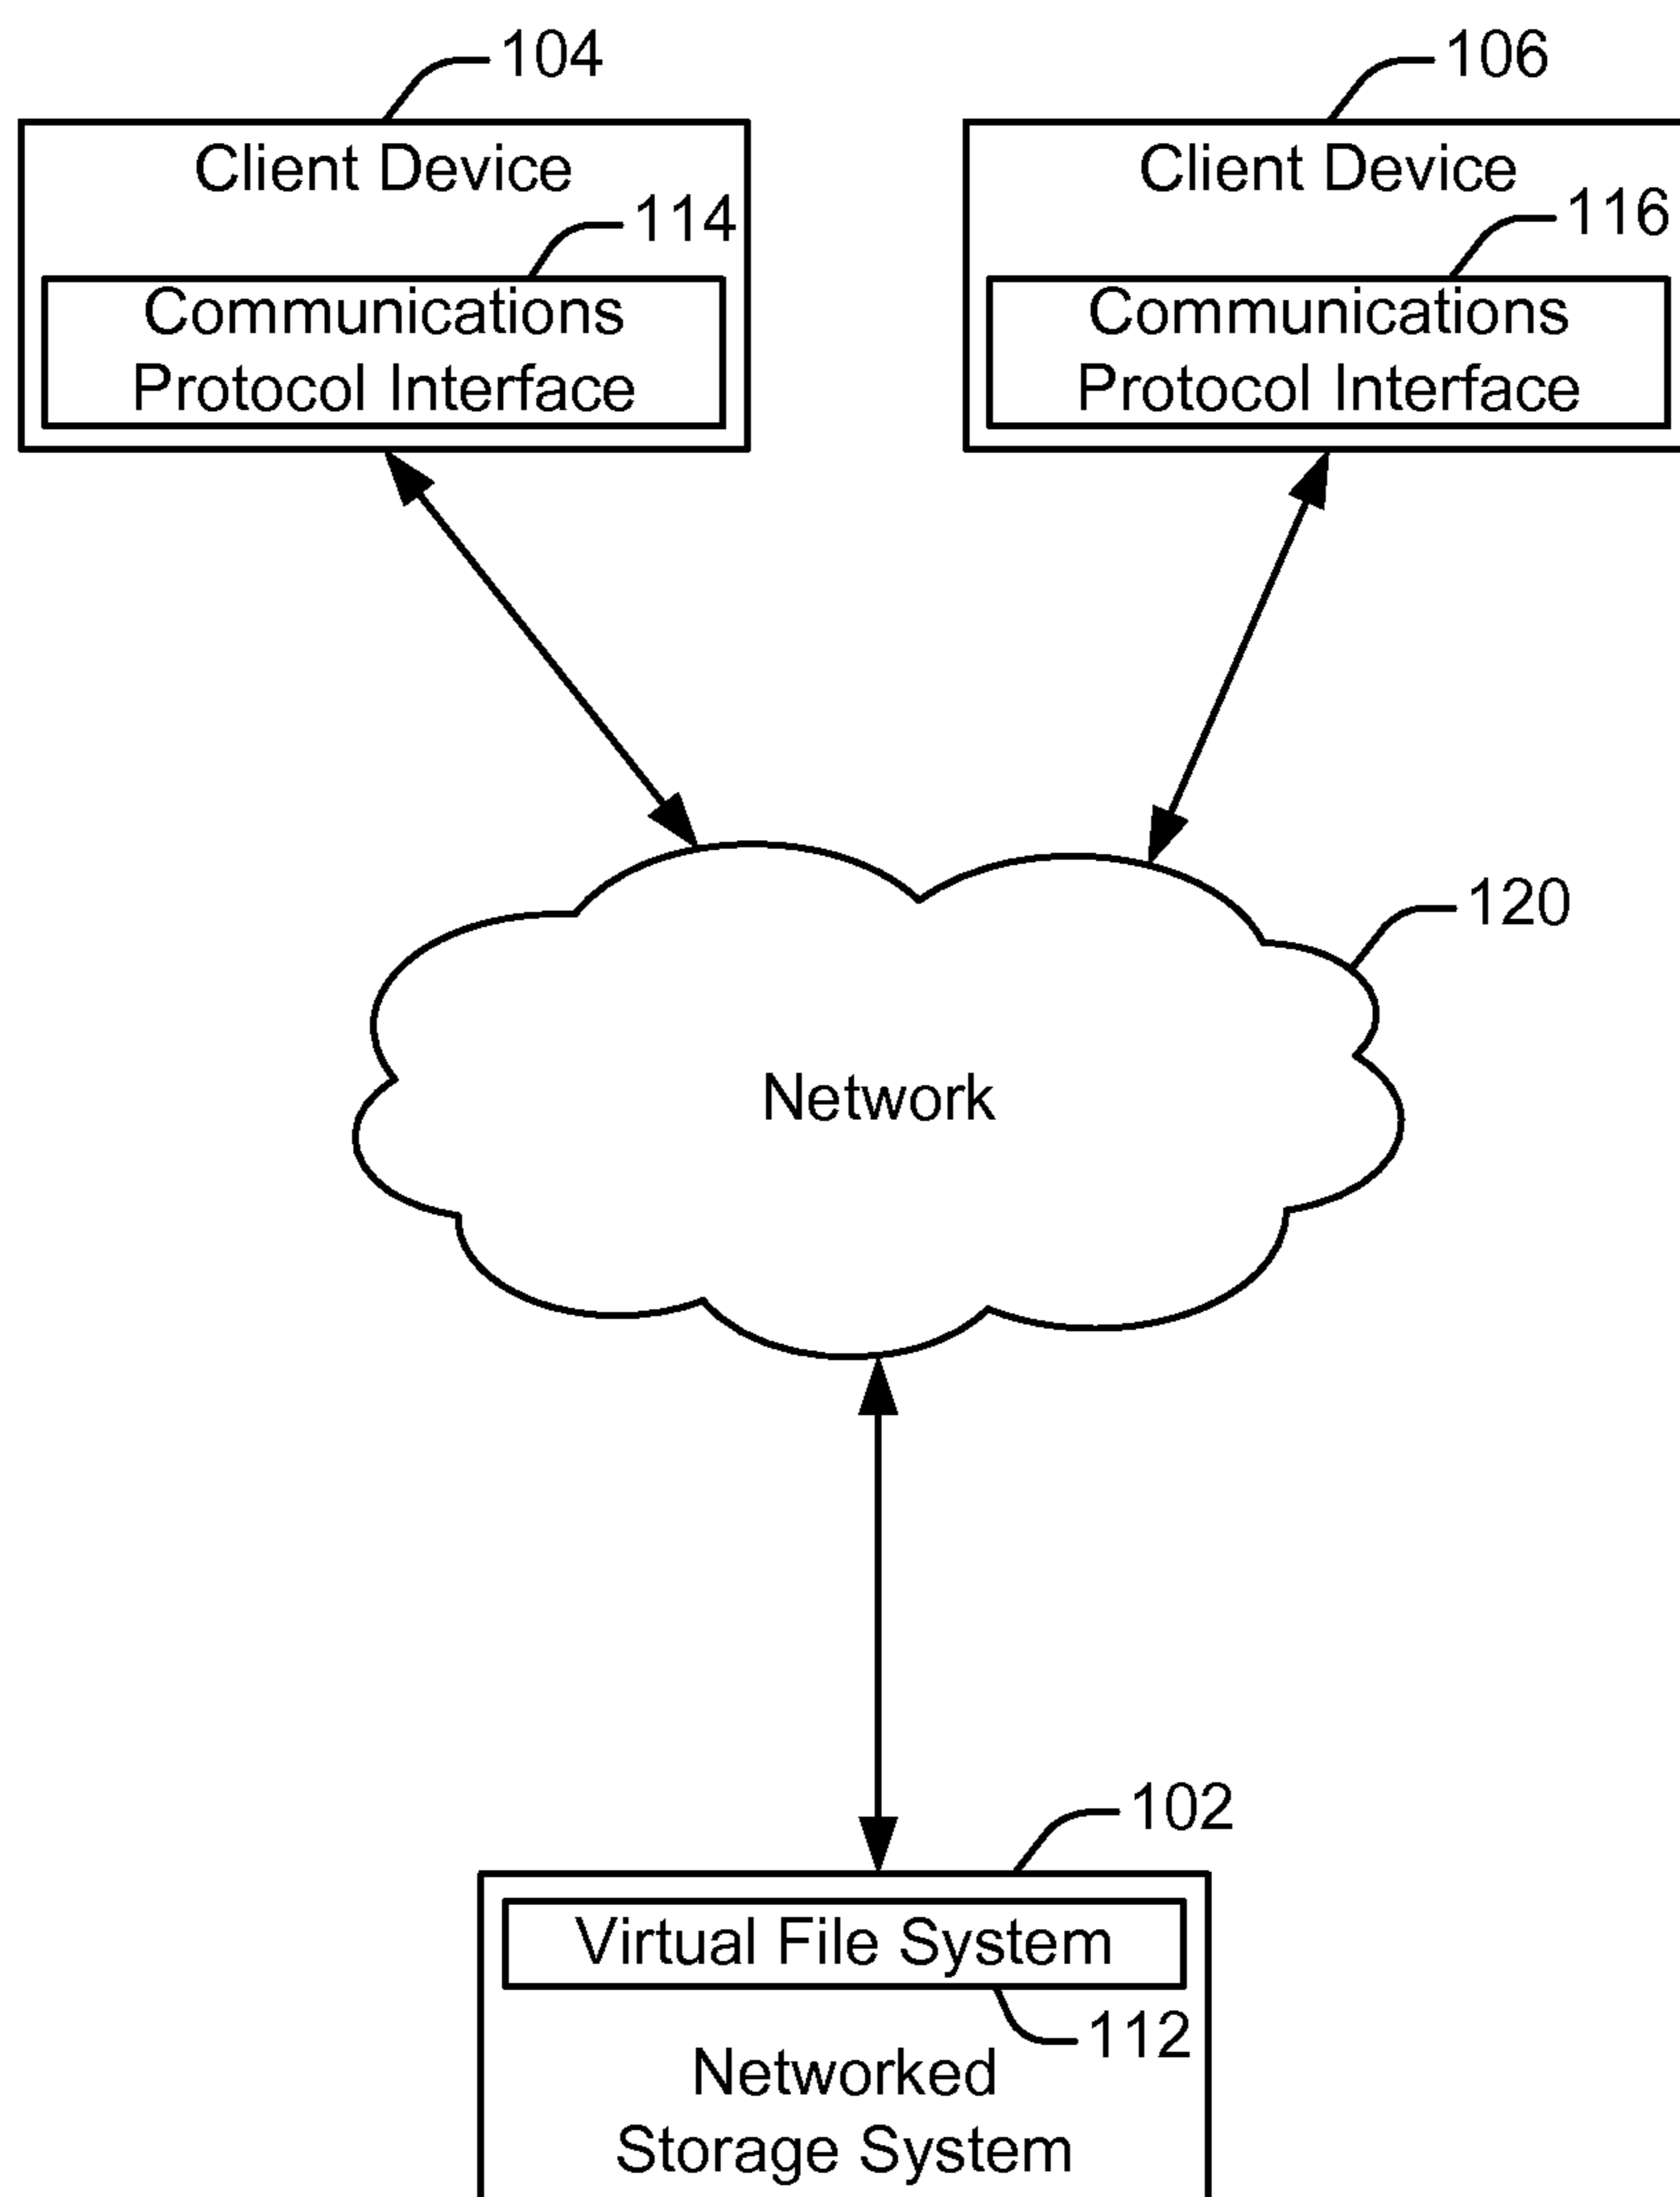 104
106
Client Device
Client Device
114
116
Communications
Protocol Interface
Communications
Protocol Interface
120
Network
102
Virtual File System
112
Networked
Storage System